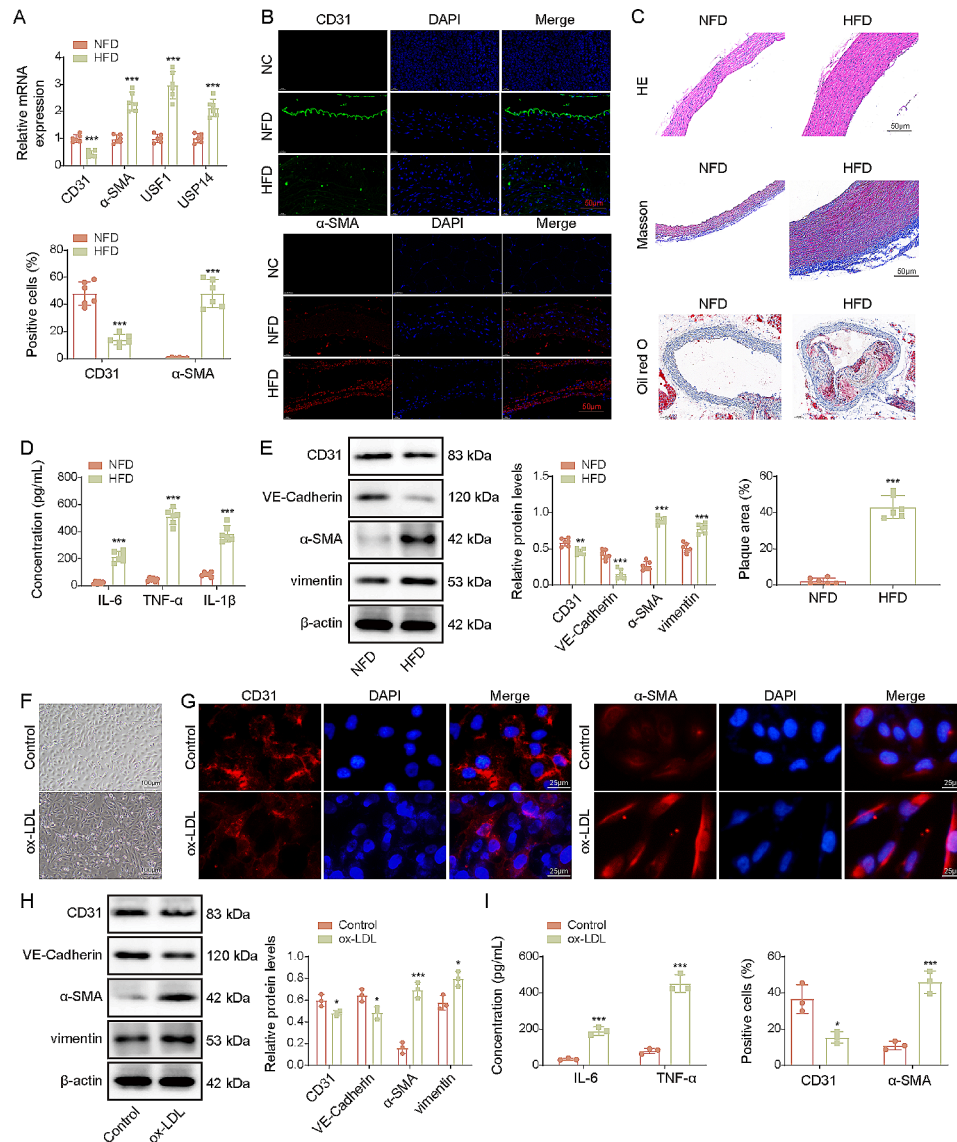 A
NFD
HFD
Relative mRNA
expression
4
3
2
1
0
***
***
***
***
CD31
α-SMA
USF1
USP14
NFD
HFD
Positive cells (%)
80
60
40
20
0
***
***
CD31
α-SMA
B
CD31
DAPI
Merge
NC
NFD
HFD
50μm
α-SMA
DAPI
Merge
NC
NFD
HFD
50μm
C
NFD
HFD
HE
50μm
NFD
HFD
Masson
50μm
NFD
HFD
Oil red O
D
NFD
HFD
Concentration (pg/mL)
800
600
400
200
0
***
***
***
IL-6
TNF-α
IL-1β
E
CD31
83 kDa
VE-Cadherin
120 kDa
α-SMA
42 kDa
vimentin
53 kDa
β-actin
42 kDa
NFD
HFD
NFD
HFD
Relative protein levels
1.5
1.0
0.5
0.0
**
***
***
***
CD31
VE-Cadherin
α-SMA
vimentin
Plaque area (%)
60
40
20
0
***
NFD
HFD
F
Control
100μm
ox-LDL
G
CD31
DAPI
Merge
Control
25μm
ox-LDL
25μm
α-SMA
DAPI
Merge
Control
25μm
ox-LDL
25μm
H
CD31
83 kDa
VE-Cadherin
120 kDa
α-SMA
42 kDa
vimentin
53 kDa
β-actin
42 kDa
Control
ox-LDL
Control
ox-LDL
Relative protein levels
1.0
0.8
0.6
0.4
0.2
0.0
*
*
***
*
CD31
VE-Cadherin
α-SMA
vimentin
I
Control
ox-LDL
Concentration (pg/mL)
600
400
200
0
***
***
IL-6
TNF-α
Positive cells (%)
60
40
20
0
*
***
CD31
α-SMA